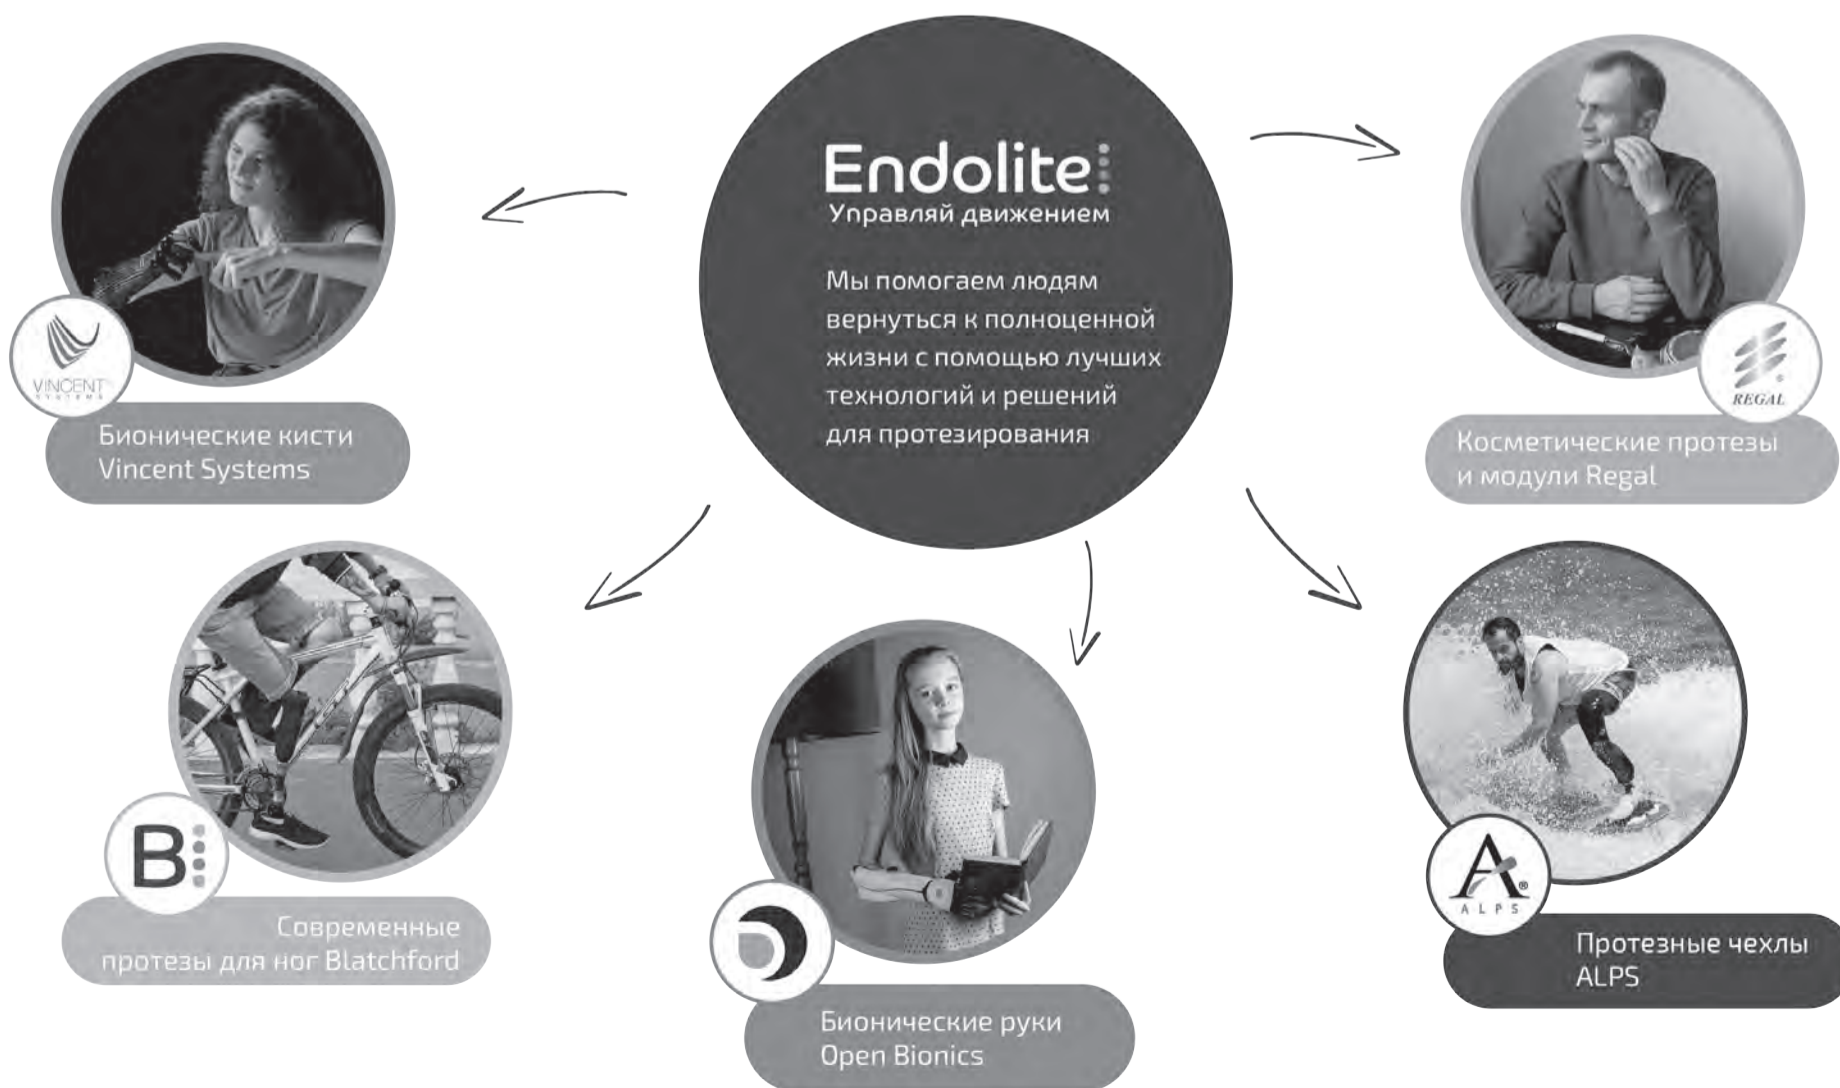 Endolite
Управляй движением
Мы помогаем людям
вернуться к полноценной
жизни с помощью лучших
технологий и решений
для протезирования
VINCENT
SYSTEMS
Бионические кисти
Vincent Systems
REGAL
Косметические протезы
и модули Regal
B
Современные
протезы для ног Blatchford
Бионические руки
Open Bionics
A®
ALPS
Протезные чехлы
ALPS